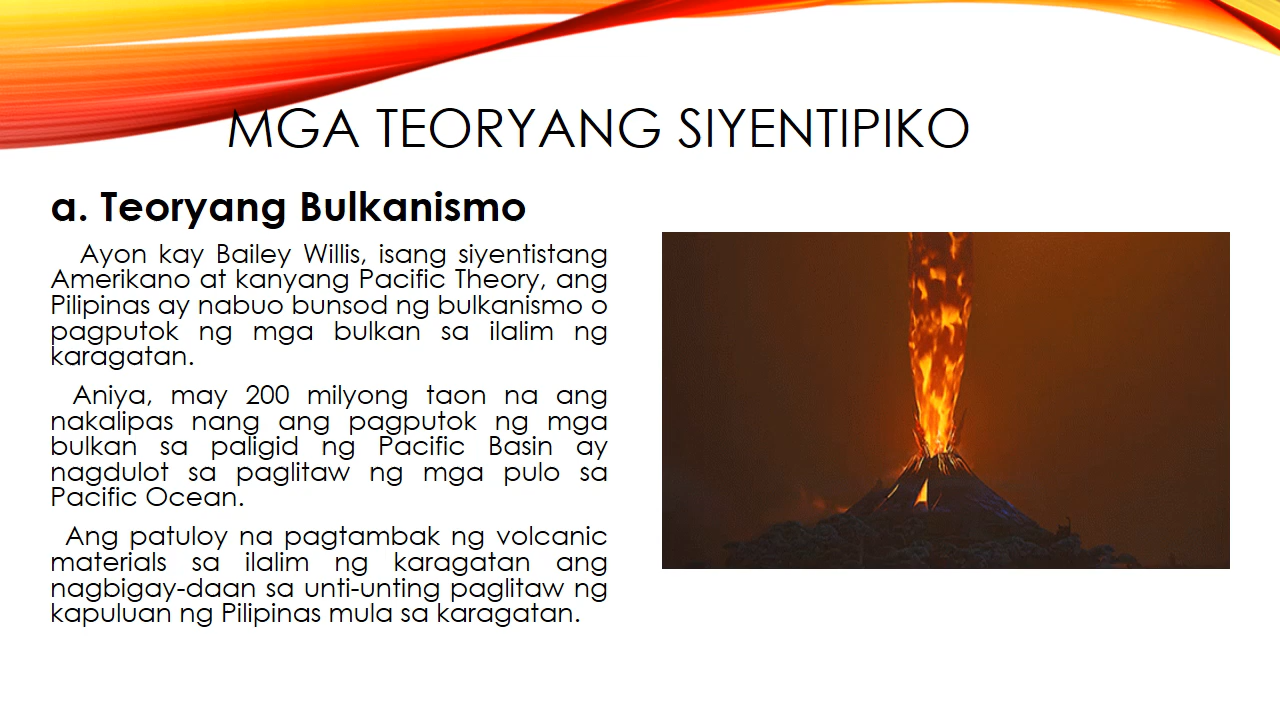 MGA TEORYANG SIYENTIPIKO
a. Teoryang Bulkanismo
Ayon kay Bailey Willis, isang siyentistang
Amerikano at kanyang Pacific Theory, ang
Pilipinas ay nabuo bunsod ng bulkanismo o
pagputok ng mga bulkan sa ilalim ng
karagatan.
Aniya, may 200 milyong taon na ang
nakalipas nang ang pagputok ng mga
bulkan sa paligid ng Pacific Basin ay
nagdulot sa paglitaw ng mga pulo sa
Pacific Ocean.
Ang patuloy na pagtambak ng volcanic
materials sa ilalim ng karagatan ang
nagbigay-daan sa unti-unting paglitaw ng
kapuluan ng Pilipinas mula sa karagatan.